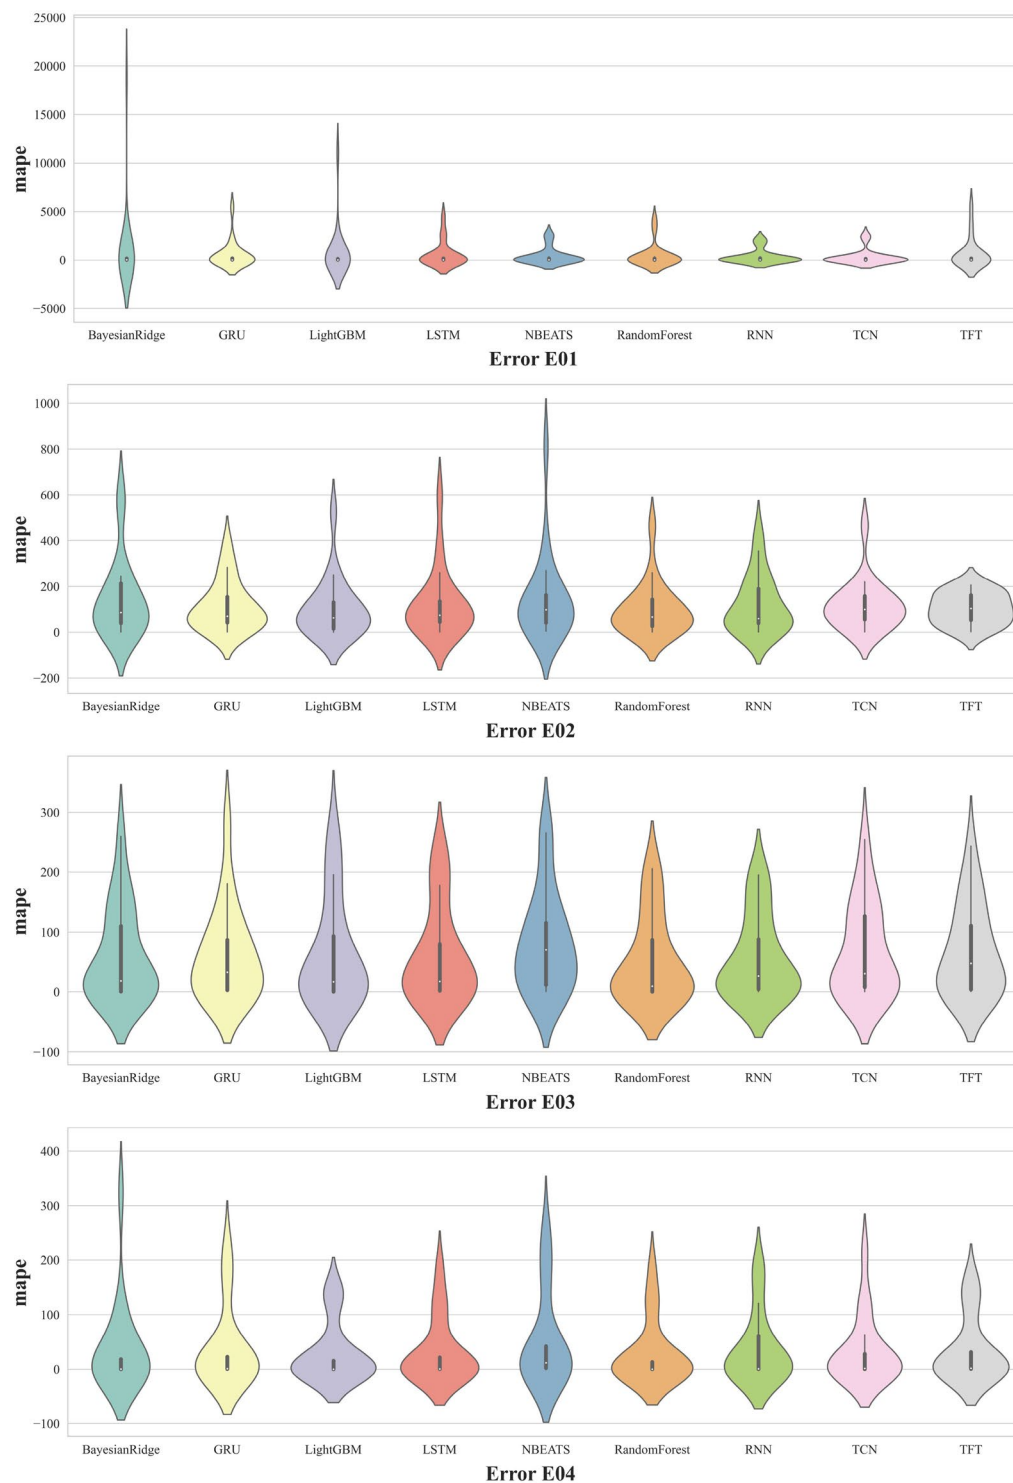 25000
20000
15000
10000
5000
0
−5000
mape
BayesianRidge GRU LightGBM LSTM NBEATS RandomForest RNN TCN TFT
Error E01
1000
800
600
400
200
0
−200
mape
BayesianRidge GRU LightGBM LSTM NBEATS RandomForest RNN TCN TFT
Error E02
300
200
100
0
−100
mape
BayesianRidge GRU LightGBM LSTM NBEATS RandomForest RNN TCN TFT
Error E03
400
300
200
100
0
−100
mape
BayesianRidge GRU LightGBM LSTM NBEATS RandomForest RNN TCN TFT
Error E04